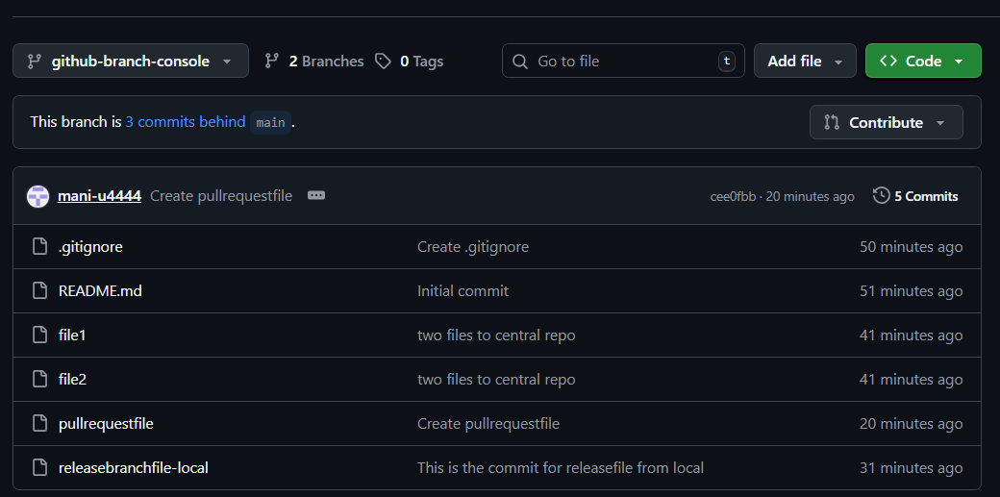 github-branch-console 2 Branches 0 Tags Go to file t Add file Code
This branch is 3 commits behind main . Contribute
mani-u4444 Create pullrequestfile cee0fbb · 20 minutes ago 5 Commits
.gitignore Create .gitignore 50 minutes ago
README.md Initial commit 51 minutes ago
file1 two files to central repo 41 minutes ago
file2 two files to central repo 41 minutes ago
pullrequestfile Create pullrequestfile 20 minutes ago
releasebranchfile-local This is the commit for releasefile from local 31 minutes ago